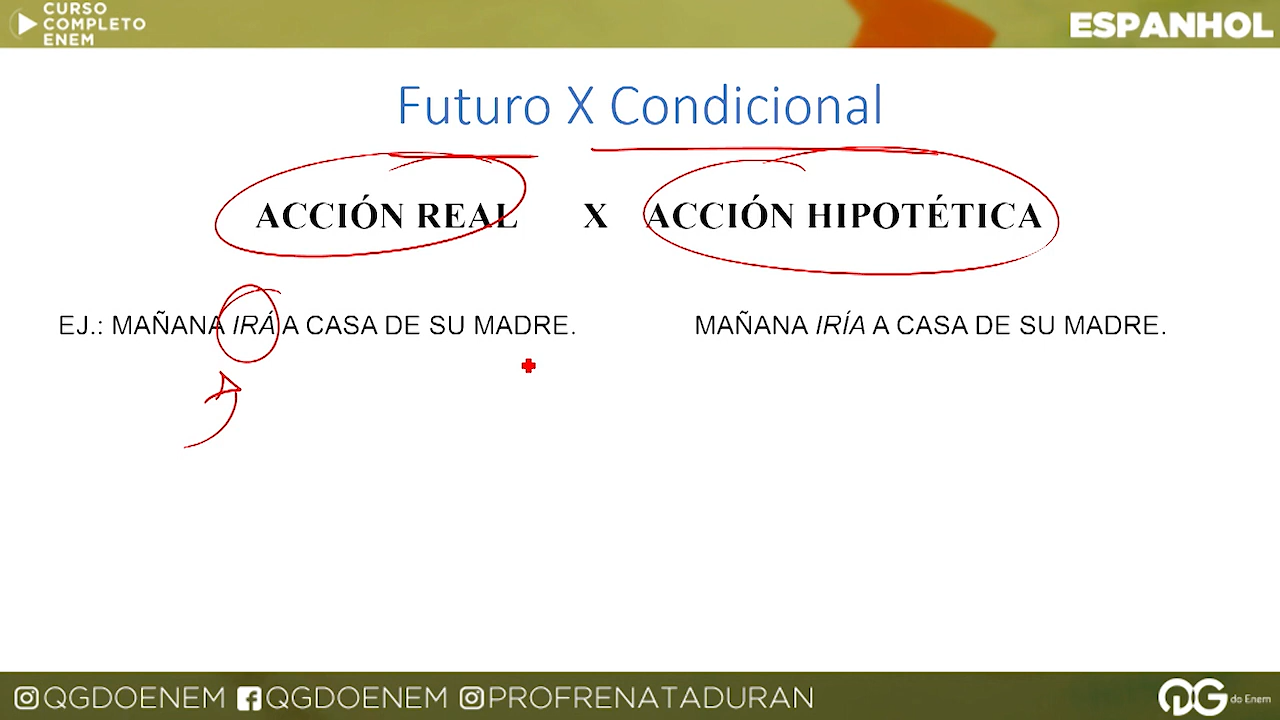 CURSO
COMPLETO
ENEM
ESPANHOL
Futuro X Condicional
ACCIÓN REAL X ACCIÓN HIPOTÉTICA
EJ.: MAÑANA IRÁ A CASA DE SU MADRE. MAÑANA IRÍA A CASA DE SU MADRE.
@QGDOENEM @QGDOENEM @PROFRENATADURAN
QG do Enem